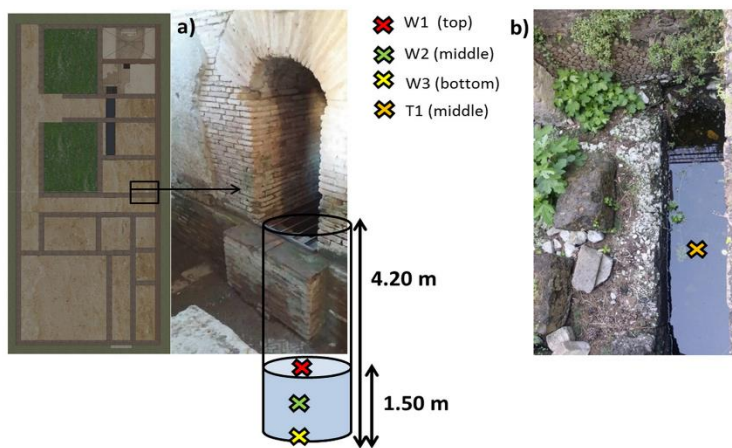 a)
W1 (top)
W2 (middle)
W3 (bottom)
T1 (middle)
b)
4.20 m
1.50 m